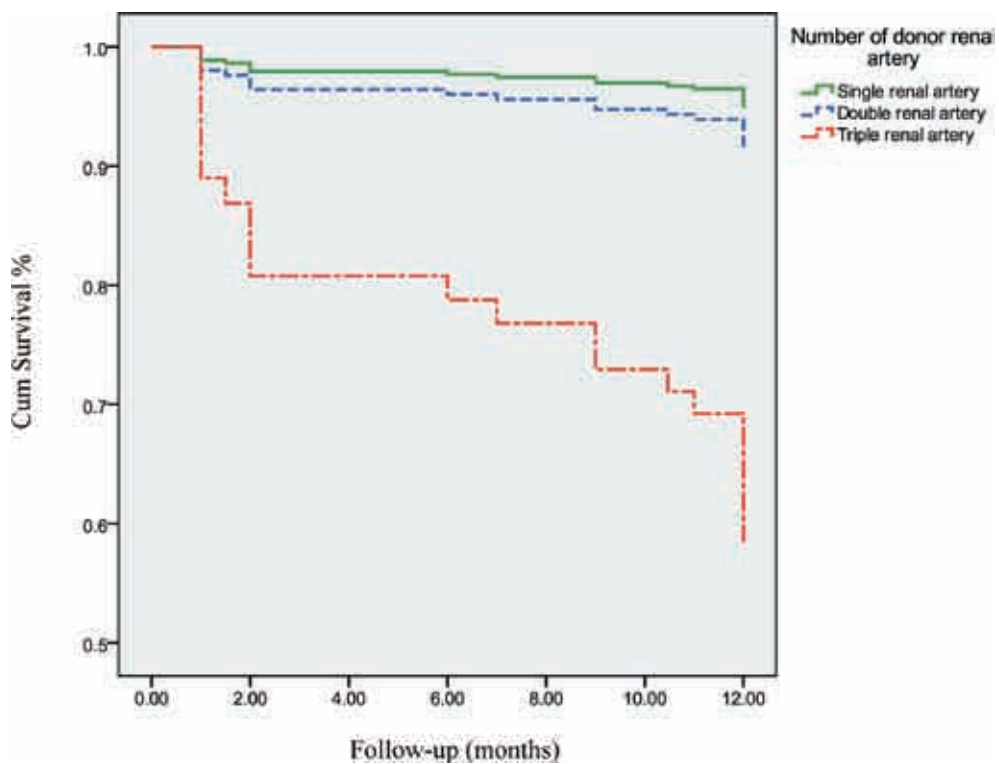 Number of donor renal
artery
Single renal artery
Double renal artery
Triple renal artery
Cum Survival %
1.0
0.9
0.8
0.7
0.6
0.5
0.00 2.00 4.00 6.00 8.00 10.00 12.00
Follow-up (months)